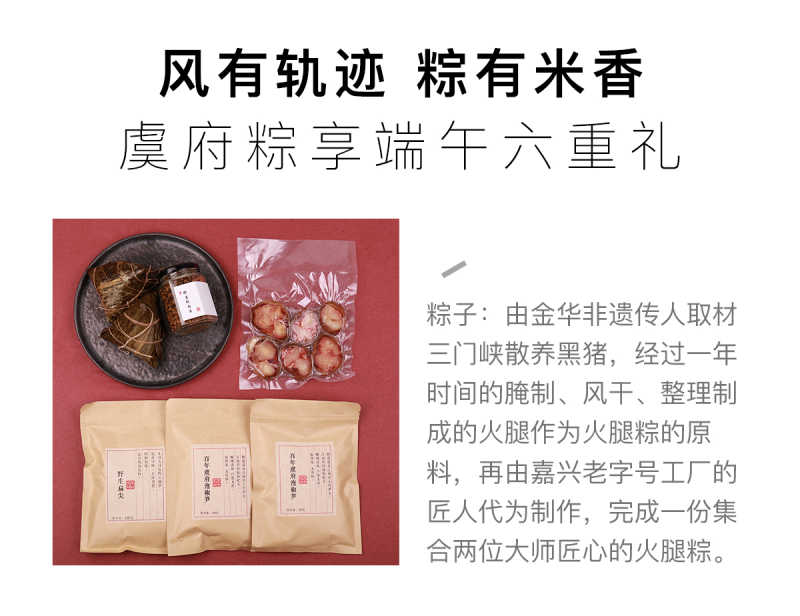 风有轨迹 粽有米香
虞府粽享端午六重礼
粽子：由金华非遗传人取材
三门峡散养黑猪，经过一年
时间的腌制、风干、整理制
成的火腿作为火腿粽的原
料，再由嘉兴老字号工厂的
匠人代为制作，完成一份集
合两位大师匠心的火腿粽。
野生扁尖
百年虞府泡椒笋
百年虞府泡椒笋